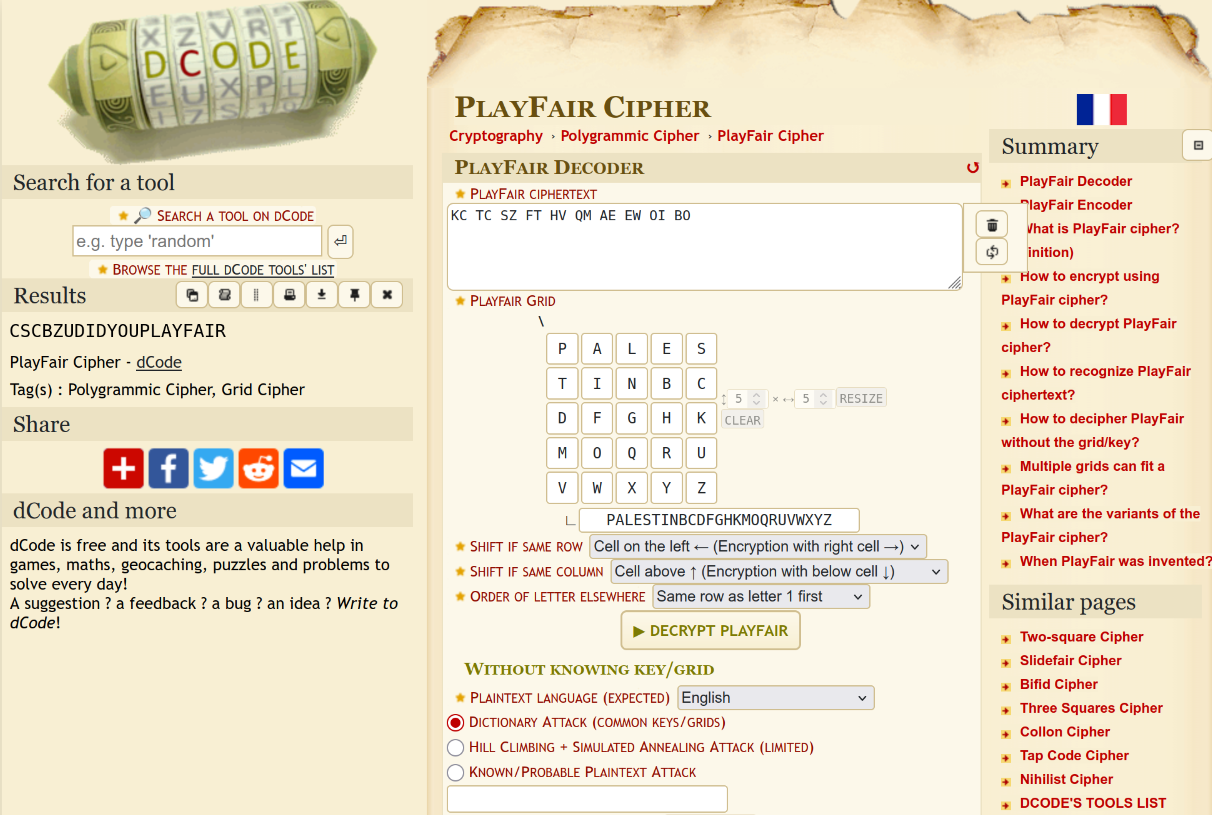 X Z V R T
D C O D E
E U X P L
PLAYFAIR CIPHER
Cryptography › Polygrammic Cipher › PlayFair Cipher
Search for a tool
★ 🔎 SEARCH A TOOL ON DCODE
e.g. type 'random'
★ BROWSE THE FULL DCODE TOOLS' LIST
Results
CSCBZUDIDYOUPLAYFAIR
PlayFair Cipher - dCode
Tag(s) : Polygrammic Cipher, Grid Cipher
Share
dCode and more
dCode is free and its tools are a valuable help in
games, maths, geocaching, puzzles and problems to
solve every day!
A suggestion ? a feedback ? a bug ? an idea ? Write to
dCode!
PLAYFAIR DECODER
★ PLAYFAIR CIPHERTEXT
KC TC SZ FT HV QM AE EW OI BO
★ PLAYFAIR GRID
\
P A L E S
T I N B C
D F G H K
M O Q R U
V W X Y Z
↕ 5 × ↔ 5 RESIZE
CLEAR
PALESTINBCDFGHKMOQRUVWXYZ
★ SHIFT IF SAME ROW Cell on the left ← (Encryption with right cell →)
★ SHIFT IF SAME COLUMN Cell above ↑ (Encryption with below cell ↓)
★ ORDER OF LETTER ELSEWHERE Same row as letter 1 first
▶ DECRYPT PLAYFAIR
WITHOUT KNOWING KEY/GRID
★ PLAINTEXT LANGUAGE (EXPECTED) English
DICTIONARY ATTACK (COMMON KEYS/GRIDS)
HILL CLIMBING + SIMULATED ANNEALING ATTACK (LIMITED)
KNOWN/PROBABLE PLAINTEXT ATTACK
Summary
PlayFair Decoder
PlayFair Encoder
What is PlayFair cipher?
inition)
How to encrypt using
PlayFair cipher?
How to decrypt PlayFair
cipher?
How to recognize PlayFair
ciphertext?
How to decipher PlayFair
without the grid/key?
Multiple grids can fit a
PlayFair cipher?
What are the variants of the
PlayFair cipher?
When PlayFair was invented?
Similar pages
Two-square Cipher
Slidefair Cipher
Bifid Cipher
Three Squares Cipher
Collon Cipher
Tap Code Cipher
Nihilist Cipher
DCODE'S TOOLS LIST